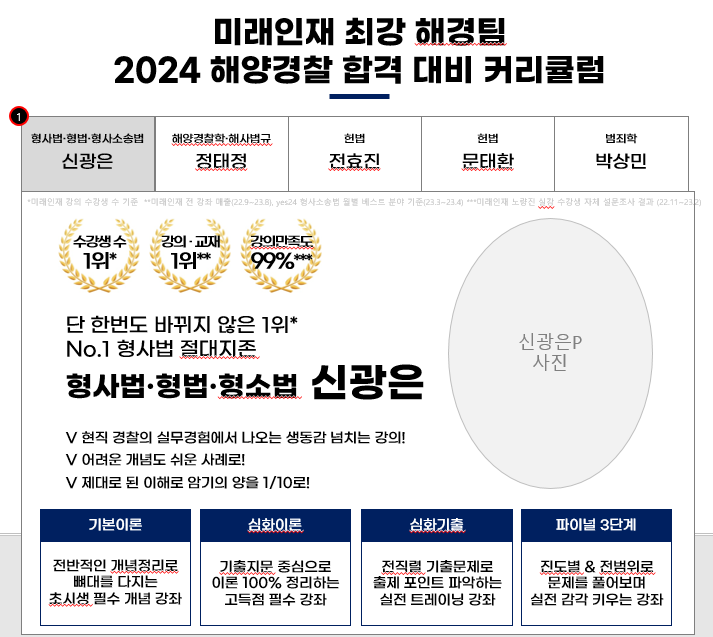 미래인재 최강 해경팀
2024 해양경찰 합격 대비 커리큘럼
1
형사법·형법·형사소송법
신광은
해양경찰학·해사법규
정태정
헌법
전효진
헌법
문태환
범죄학
박상민
*미래인재 강의 수강생 수 기준 **미래인재 전 강좌 매출(22.9~23.8), yes24 형사소송법 월별 베스트 분야 기준(23.3~23.4) ***미래인재 노량진 실강 수강생 자체 설문조사 결과 (22.11~23.2)
수강생 수
1위*
강의·교재
1위**
강의만족도
99%***
단 한번도 바뀌지 않은 1위*
No.1 형사법 절대지존
형사법·형법·형소법 신광은
V 현직 경찰의 실무경험에서 나오는 생동감 넘치는 강의!
V 어려운 개념도 쉬운 사례로!
V 제대로 된 이해로 암기의 양을 1/10로!
신광은P
사진
기본이론
전반적인 개념정리로
뼈대를 다지는
초시생 필수 개념 강좌
심화이론
기출지문 중심으로
이론 100% 정리하는
고득점 필수 강좌
심화기출
전직렬 기출문제로
출제 포인트 파악하는
실전 트레이닝 강좌
파이널 3단계
진도별 & 전범위로
문제를 풀어보며
실전 감각 키우는 강좌